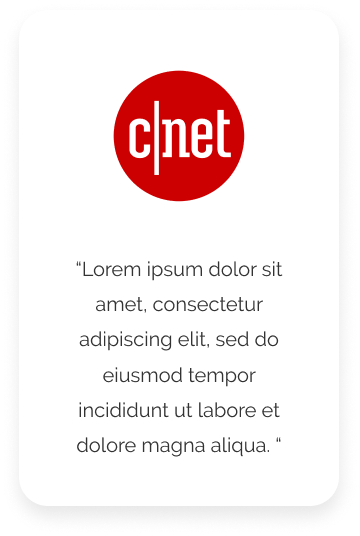 c|net
“Lorem ipsum dolor sit
amet, consectetur
adipiscing elit, sed do
eiusmod tempor
incididunt ut labore et
dolore magna aliqua. “